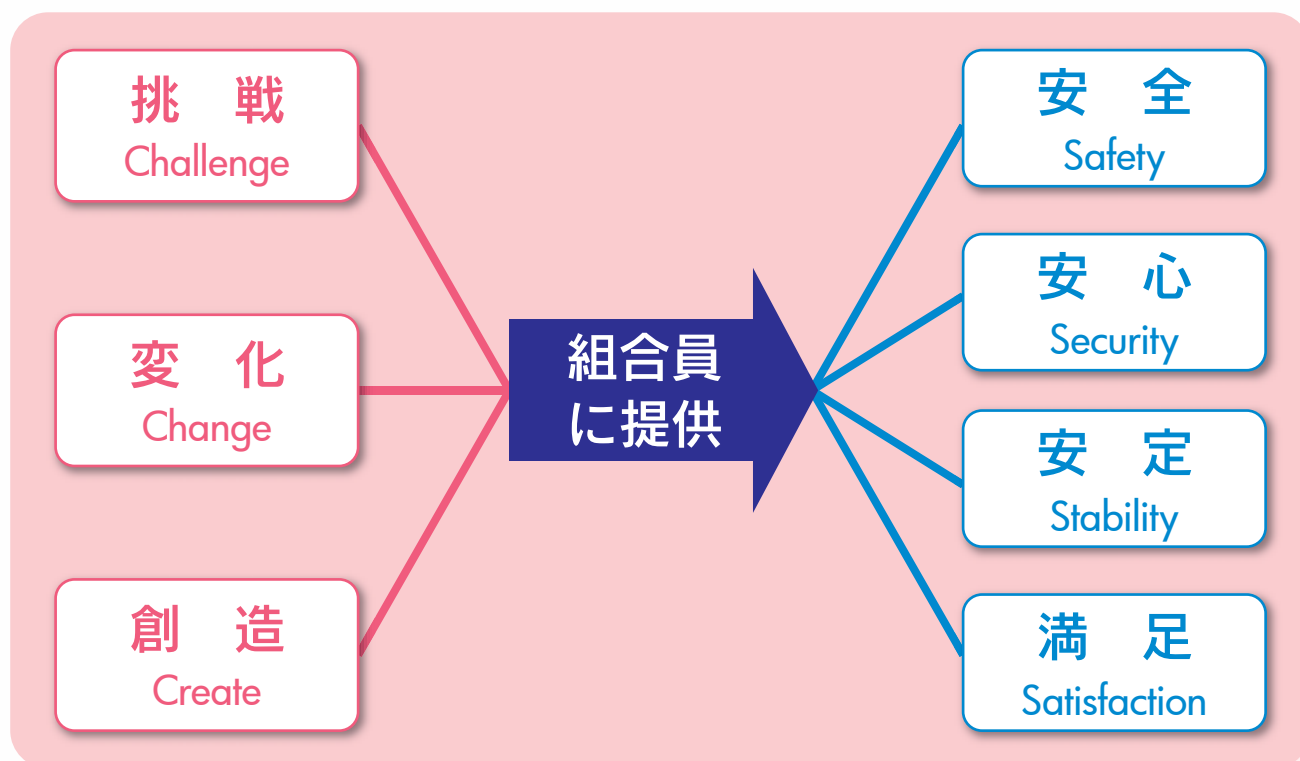 挑　戦
Challenge
変　化
Change
創　造
Create
組合員
に提供
安　全
Safety
安　心
Security
安　定
Stability
満　足
Satisfaction